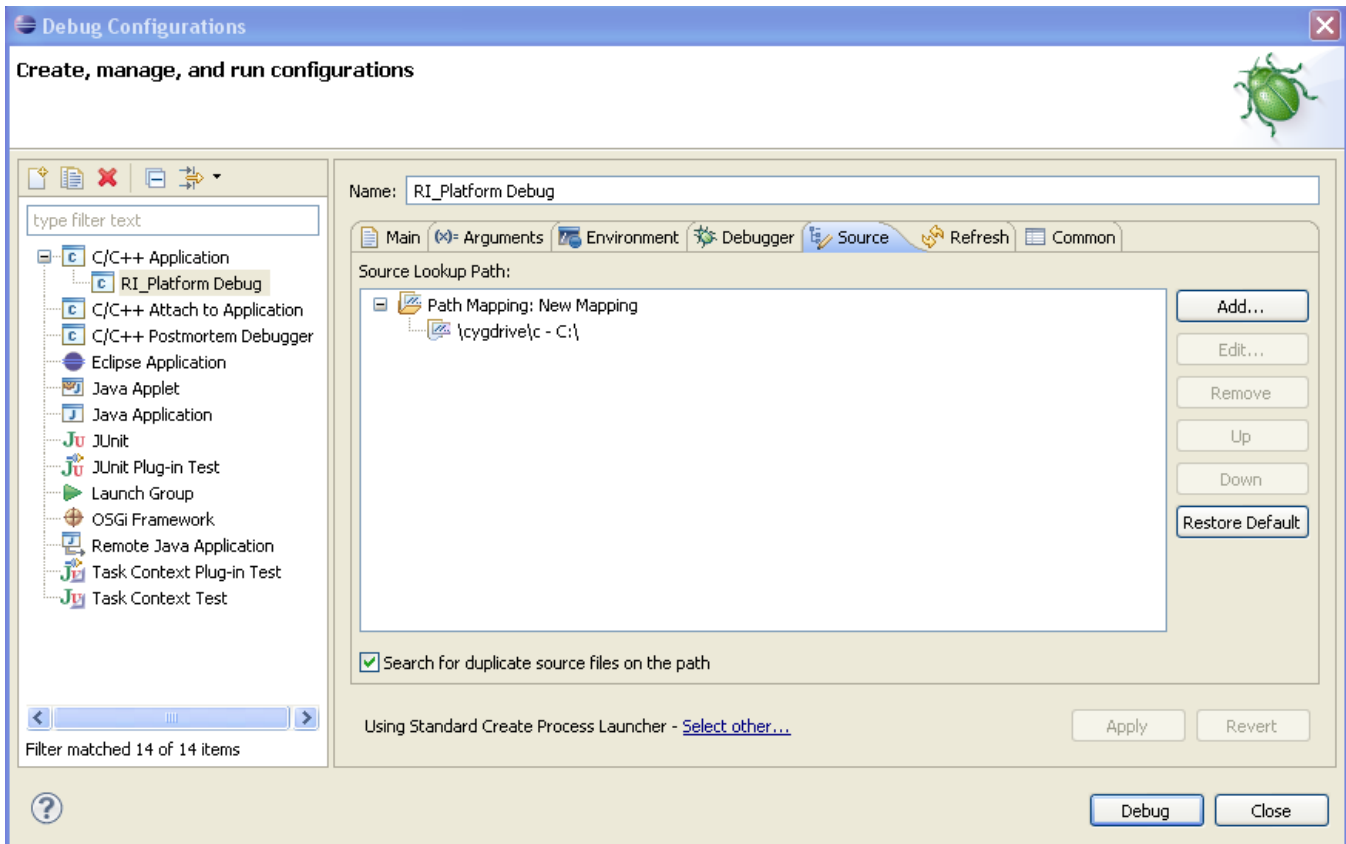 Debug Configurations
Create, manage, and run configurations
type filter text
C/C++ Application
RI_Platform Debug
C/C++ Attach to Application
C/C++ Postmortem Debugger
Eclipse Application
Java Applet
Java Application
JUnit
JUnit Plug-in Test
Launch Group
OSGi Framework
Remote Java Application
Task Context Plug-in Test
Task Context Test
Filter matched 14 of 14 items
Name: RI_Platform Debug
Main (x)= Arguments Environment Debugger Source Refresh Common
Source Lookup Path:
Path Mapping: New Mapping
\cygdrive\c - C:\
Add...
Edit...
Remove
Up
Down
Restore Default
Search for duplicate source files on the path
Using Standard Create Process Launcher - Select other...
Apply Revert
Debug Close